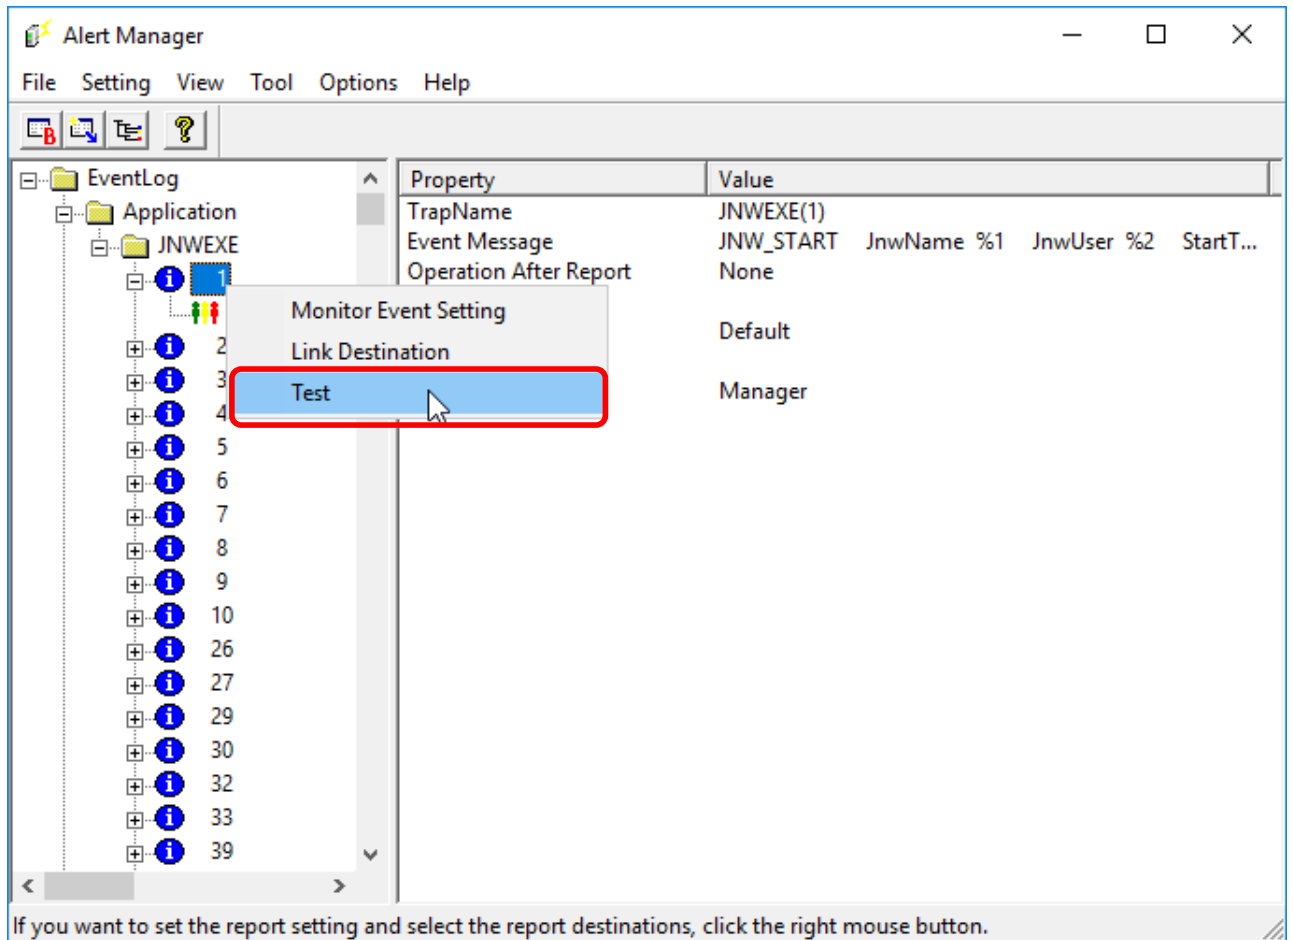 Alert Manager
File Setting View Tool Options Help
EventLog
Application
JNWEXE
1
2
3
4
5
6
7
8
9
10
26
27
29
30
32
33
39
Monitor Event Setting
Link Destination
Test
Property Value
TrapName JNWEXE(1)
Event Message JNW_START JnwName %1 JnwUser %2 StartT...
Operation After Report None
Default
Manager
If you want to set the report setting and select the report destinations, click the right mouse button.